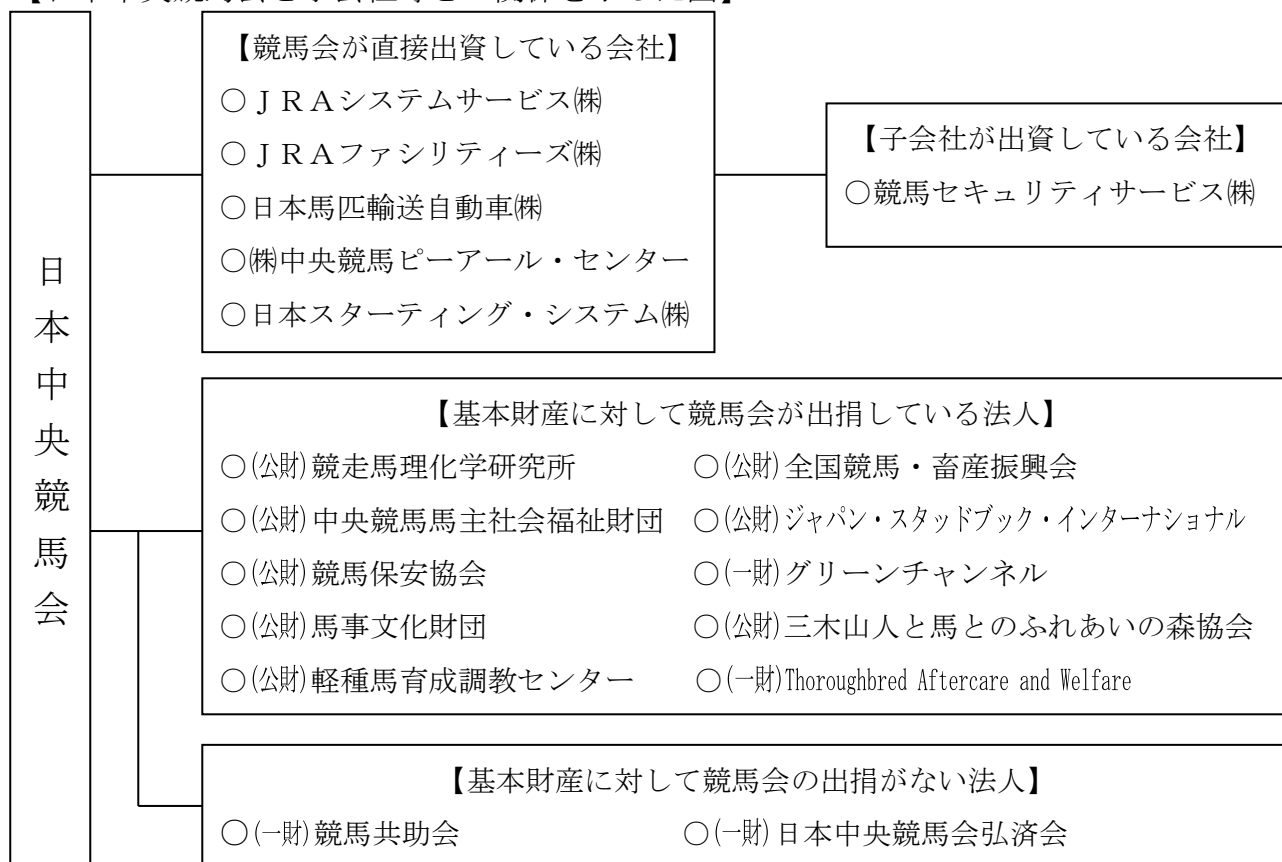 【競馬会が直接出資している会社】
○ＪＲＡシステムサービス㈱
○ＪＲＡファシリティーズ㈱
○日本馬匹輸送自動車㈱
○㈱中央競馬ピーアール・センター
○日本スターティング・システム㈱
【子会社が出資している会社】
○競馬セキュリティサービス㈱
日本中央競馬会
【基本財産に対して競馬会が出捐している法人】
○(公財)競走馬理化学研究所 ○(公財)全国競馬・畜産振興会
○(公財)中央競馬馬主社会福祉財団 ○(公財)ジャパン・スタッドブック・インターナショナル
○(公財)競馬保安協会 ○(一財)グリーンチャンネル
○(公財)馬事文化財団 ○(公財)三木山人と馬とのふれあいの森協会
○(公財)軽種馬育成調教センター ○(一財)Thoroughbred Aftercare and Welfare
【基本財産に対して競馬会の出捐がない法人】
○(一財)競馬共助会 ○(一財)日本中央競馬会弘済会